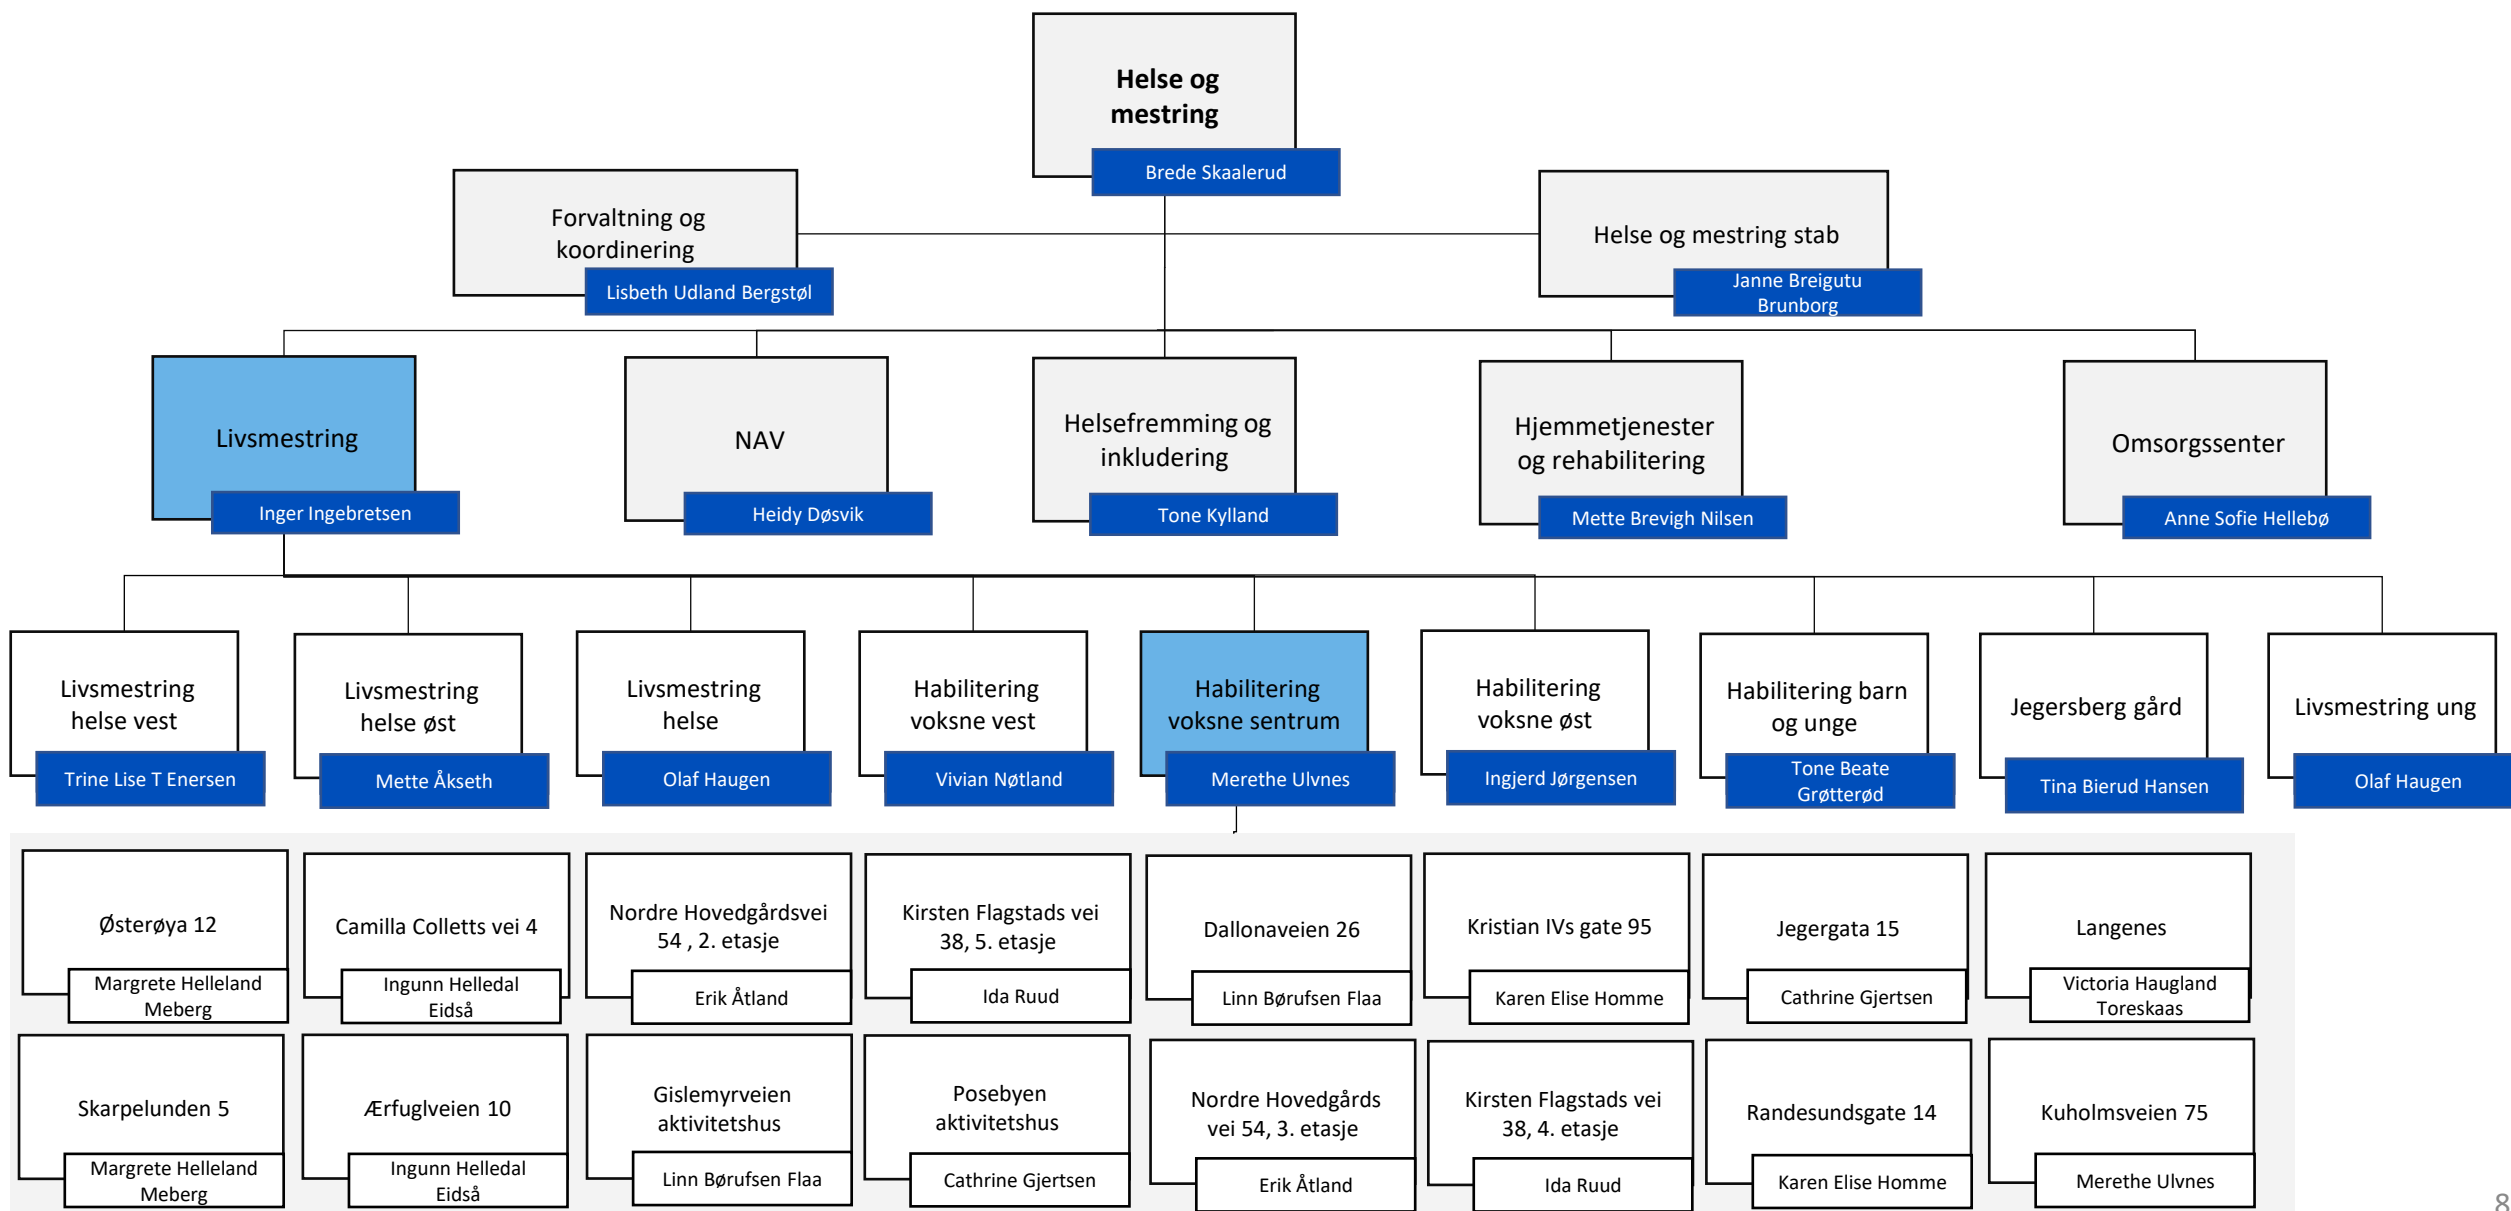 Helse og
mestring
Brede Skaalerud
Forvaltning og
koordinering
Lisbeth Udland Bergstøl
Helse og mestring stab
Janne Breigutu
Brunborg
Livsmestring
Inger Ingebretsen
NAV
Heidy Døsvik
Helsefremming og
inkludering
Tone Kylland
Hjemmetjenester
og rehabilitering
Mette Brevigh Nilsen
Omsorgssenter
Anne Sofie Hellebø
Livsmestring
helse vest
Trine Lise T Enersen
Livsmestring
helse øst
Mette Åkseth
Livsmestring
helse
Olaf Haugen
Habilitering
voksne vest
Vivian Nøtland
Habilitering
voksne sentrum
Merethe Ulvnes
Habilitering
voksne øst
Ingjerd Jørgensen
Habilitering barn
og unge
Tone Beate
Grøtterød
Jegersberg gård
Tina Bierud Hansen
Livsmestring ung
Olaf Haugen
Østerøya 12
Margrete Helleland
Meberg
Camilla Colletts vei 4
Ingunn Helledal
Eidså
Nordre Hovedgårdsvei
54 , 2. etasje
Erik Åtland
Kirsten Flagstads vei
38, 5. etasje
Ida Ruud
Dallonaveien 26
Linn Børufsen Flaa
Kristian IVs gate 95
Karen Elise Homme
Jegergata 15
Cathrine Gjertsen
Langenes
Victoria Haugland
Toreskaas
Skarpelunden 5
Margrete Helleland
Meberg
Ærfuglveien 10
Ingunn Helledal
Eidså
Gislemyrveien
aktivitetshus
Linn Børufsen Flaa
Posebyen
aktivitetshus
Cathrine Gjertsen
Nordre Hovedgårds
vei 54, 3. etasje
Erik Åtland
Kirsten Flagstads vei
38, 4. etasje
Ida Ruud
Randesundsgate 14
Karen Elise Homme
Kuholmsveien 75
Merethe Ulvnes
8